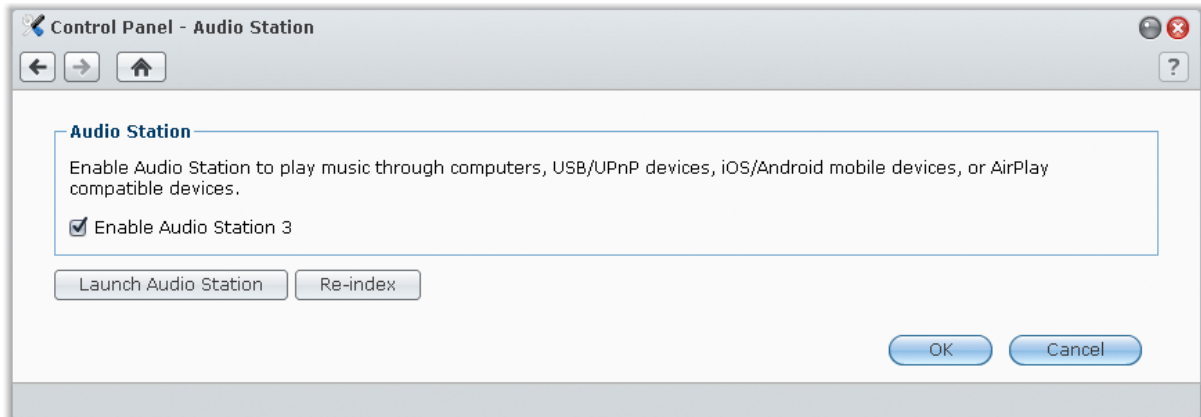 Control Panel - Audio Station
?
Audio Station
Enable Audio Station to play music through computers, USB/UPnP devices, iOS/Android mobile devices, or AirPlay
compatible devices.
Enable Audio Station 3
Launch Audio Station Re-index
OK Cancel